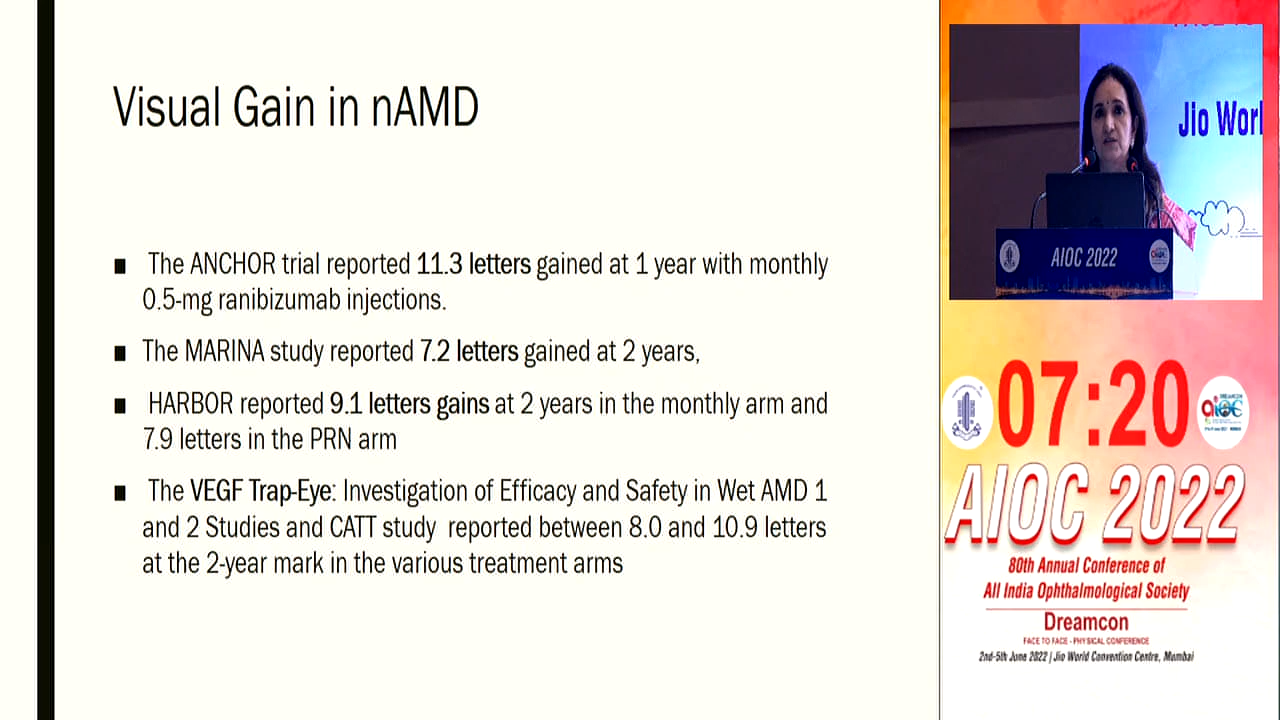 Visual Gain in nAMD
■ The ANCHOR trial reported 11.3 letters gained at 1 year with monthly
0.5-mg ranibizumab injections.
■ The MARINA study reported 7.2 letters gained at 2 years,
■ HARBOR reported 9.1 letters gains at 2 years in the monthly arm and
7.9 letters in the PRN arm
■ The VEGF Trap-Eye: Investigation of Efficacy and Safety in Wet AMD 1
and 2 Studies and CATT study reported between 8.0 and 10.9 letters
at the 2-year mark in the various treatment arms
Jio Worl
AIOC 2022
07:20
AIOC 2022
80th Annual Conference of
All India Ophthalmological Society
Dreamcon
FACE TO FACE - PHYSICAL CONFERENCE
2nd-5th June 2022 | Jio World Convention Centre, Mumbai